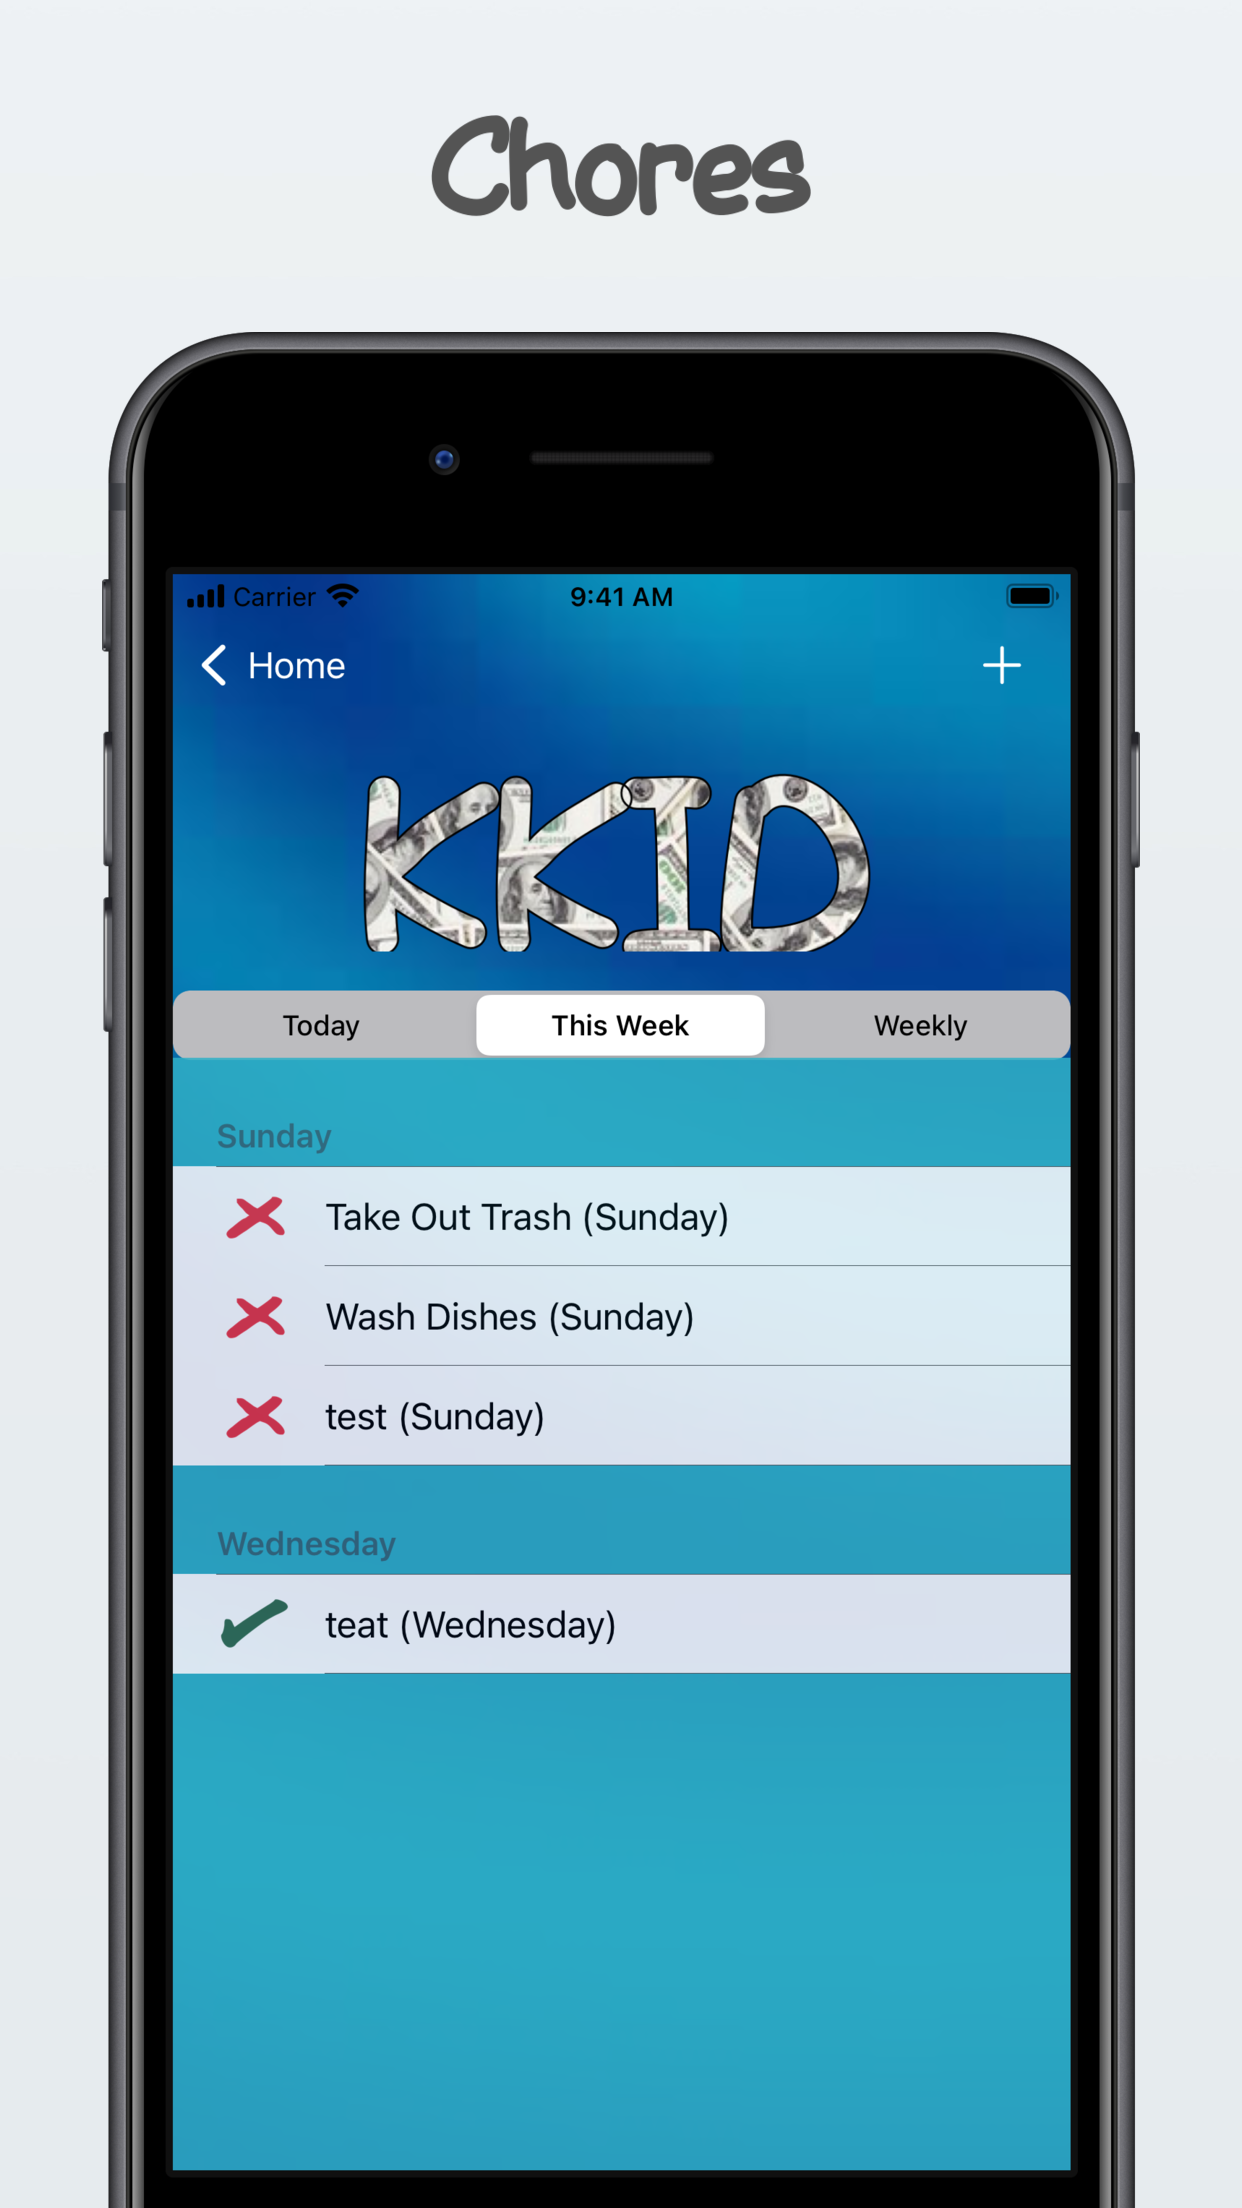 Chores
Carrier 9:41 AM
Home +
KKID
Today This Week Weekly
Sunday
Take Out Trash (Sunday)
Wash Dishes (Sunday)
test (Sunday)
Wednesday
teat (Wednesday)